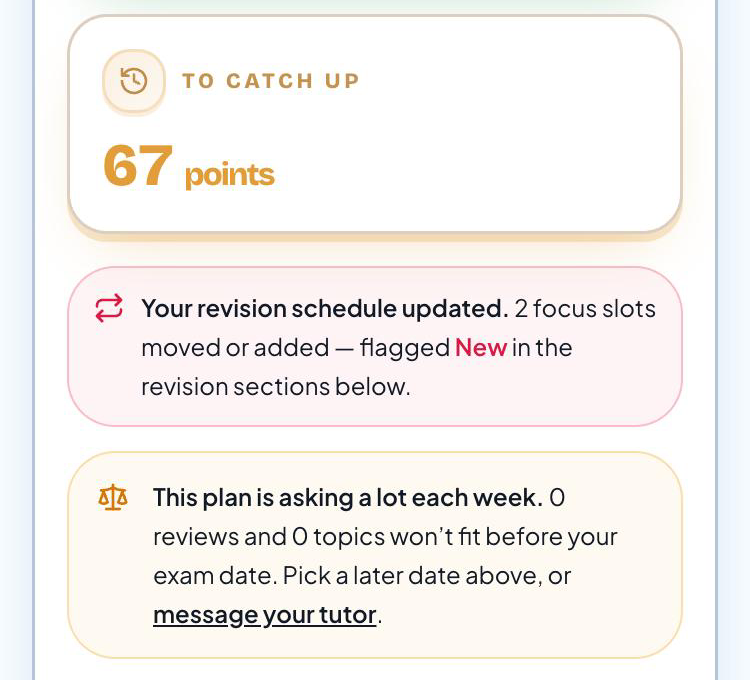 TO CATCH UP
67 points
Your revision schedule updated. 2 focus slots
moved or added — flagged New in the
revision sections below.
This plan is asking a lot each week. 0
reviews and 0 topics won’t fit before your
exam date. Pick a later date above, or
message your tutor.